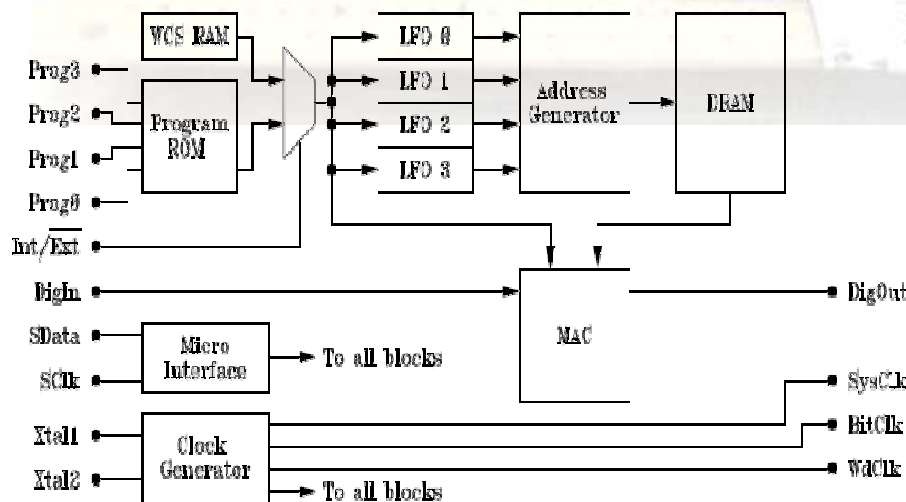 WCS RAM
Prog3
Prog2
Prog1
Prog0
Program
ROM
LFO 0
LFO 1
LFO 2
LFO 3
Address
Generator
DRAM
Int/Ext
DigIn
MAC
DigOut
SData
SClk
Micro
Interface
To all blocks
SysClk
BitClk
WdClk
Xtal1
Xtal2
Clock
Generator
To all blocks